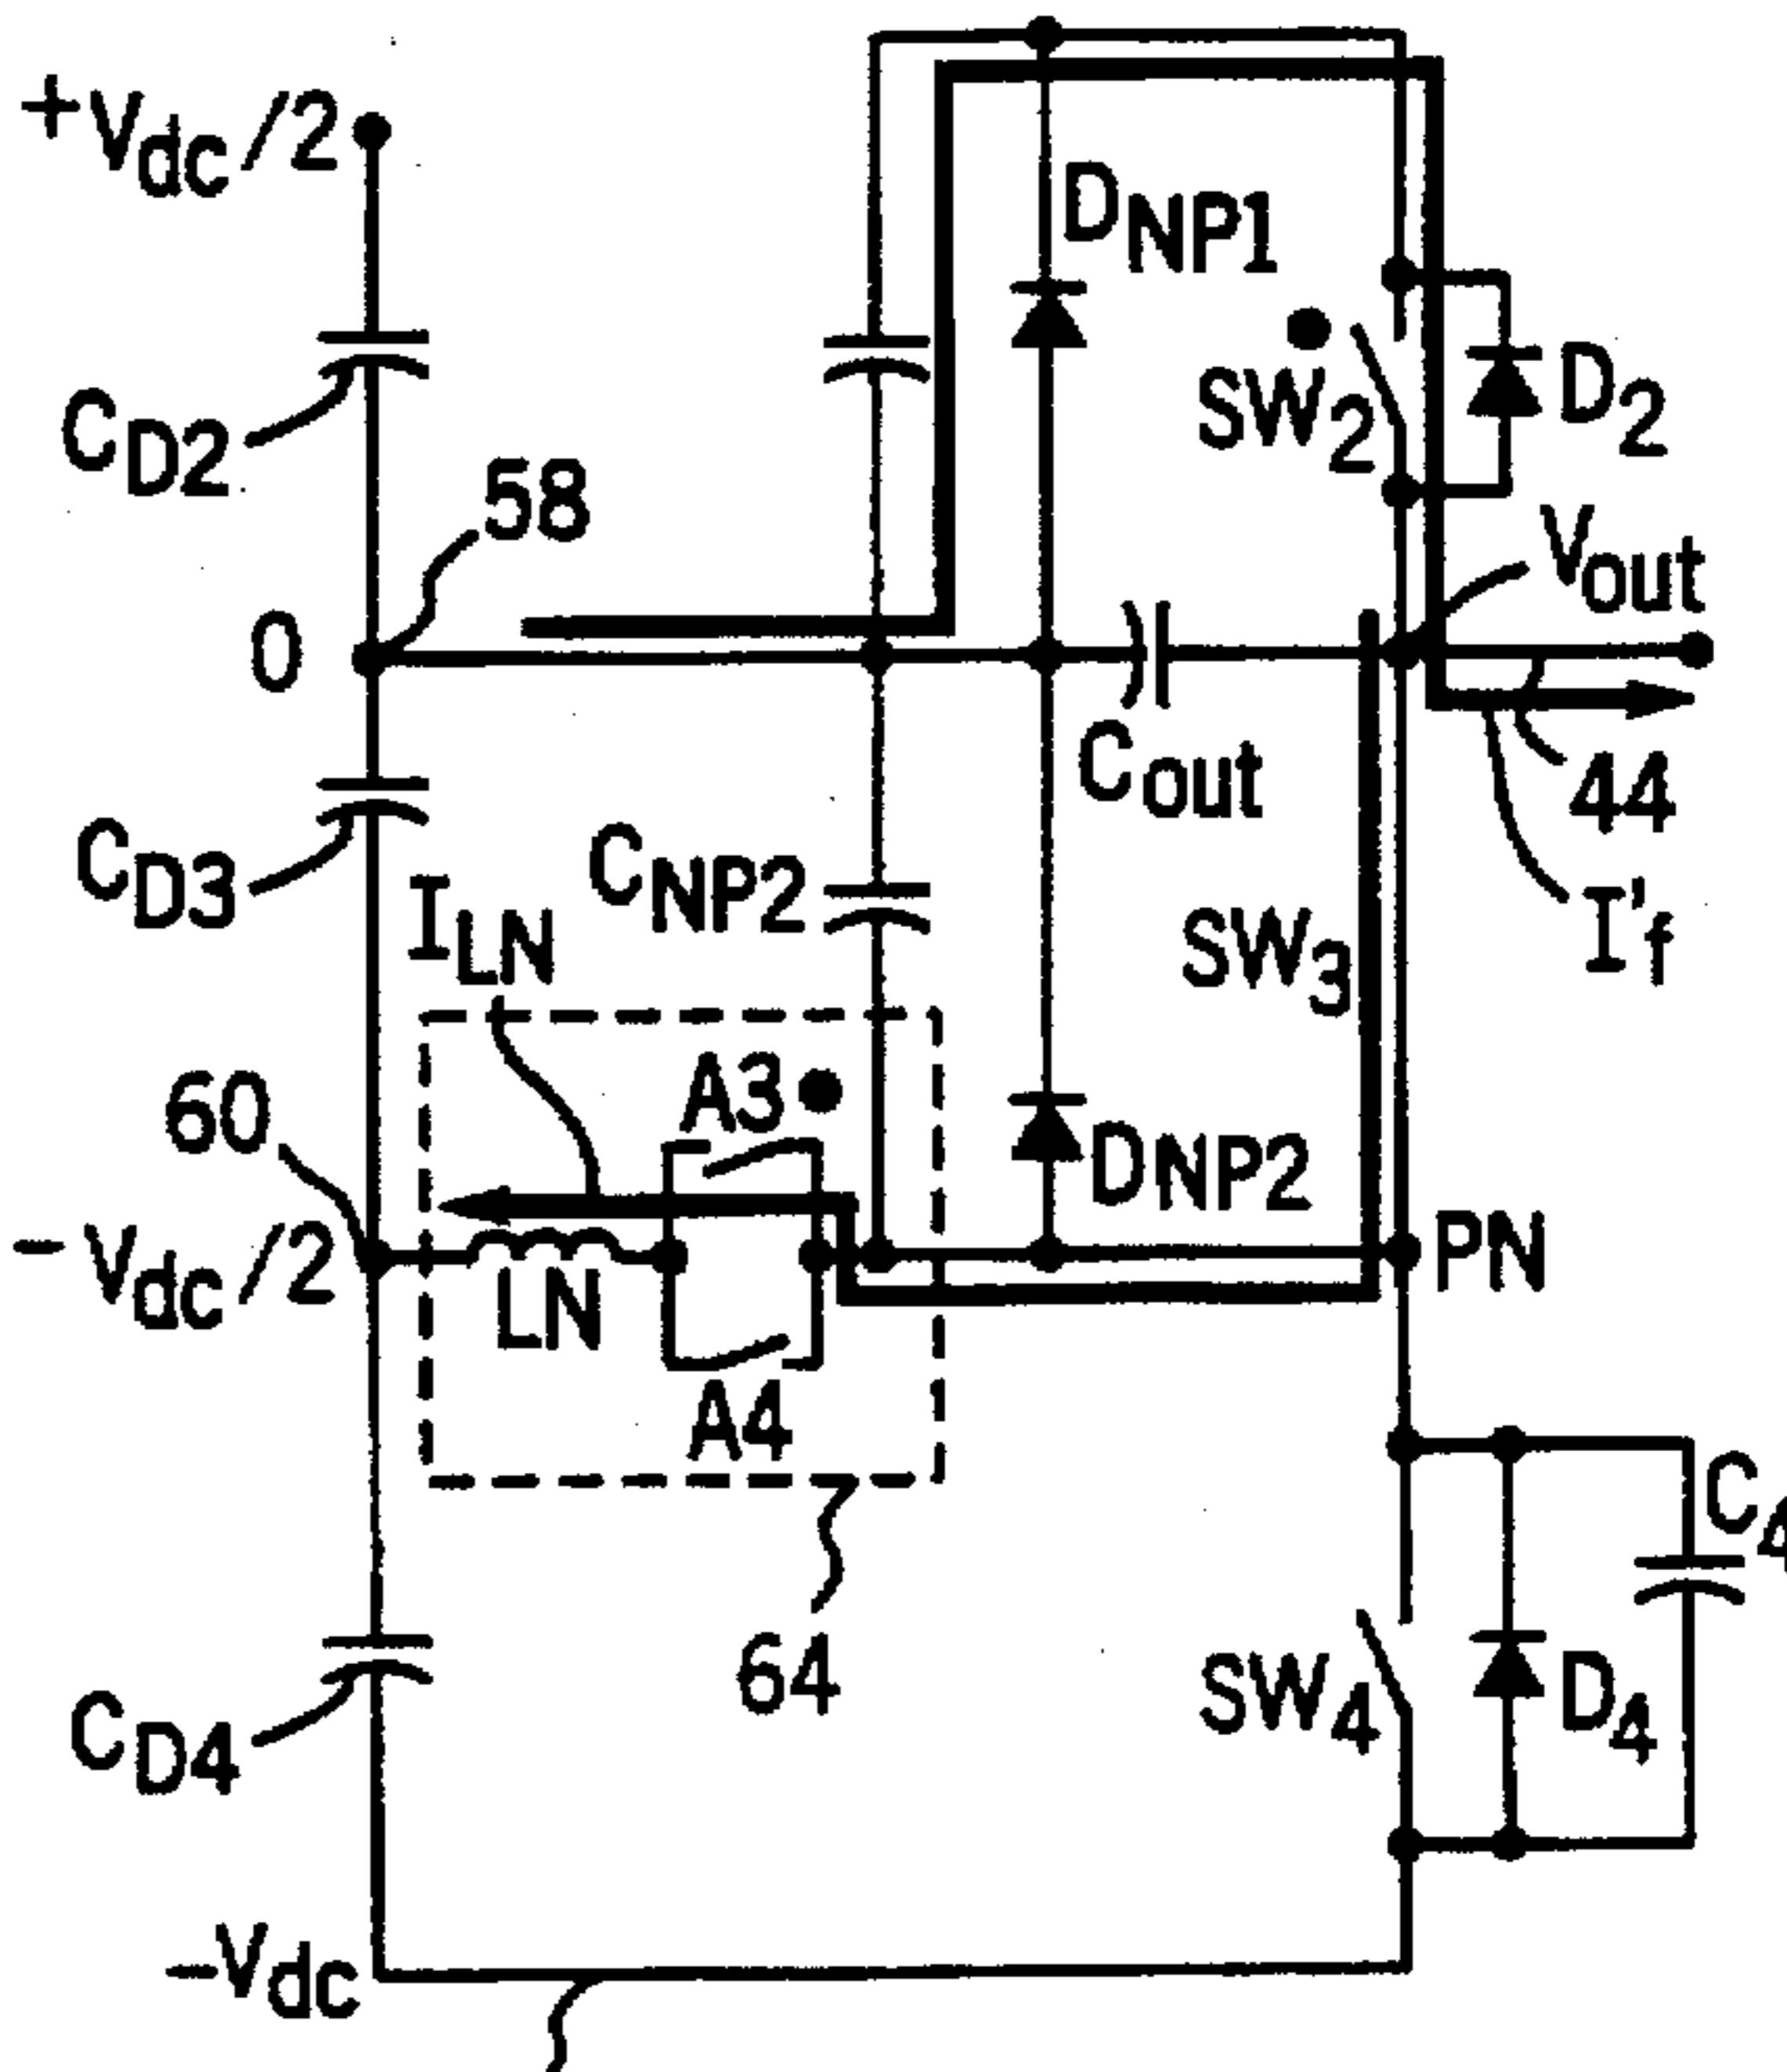 +Vdc/2
DNP1
SW2
D2
CD2
58
Vout
0
Cout
44
CD3
CNP2
ILN
SW3
I'f
A3
60
DNP2
-Vdc/2
PN
LN
A4
C4
64
SW4
D4
CD4
-Vdc